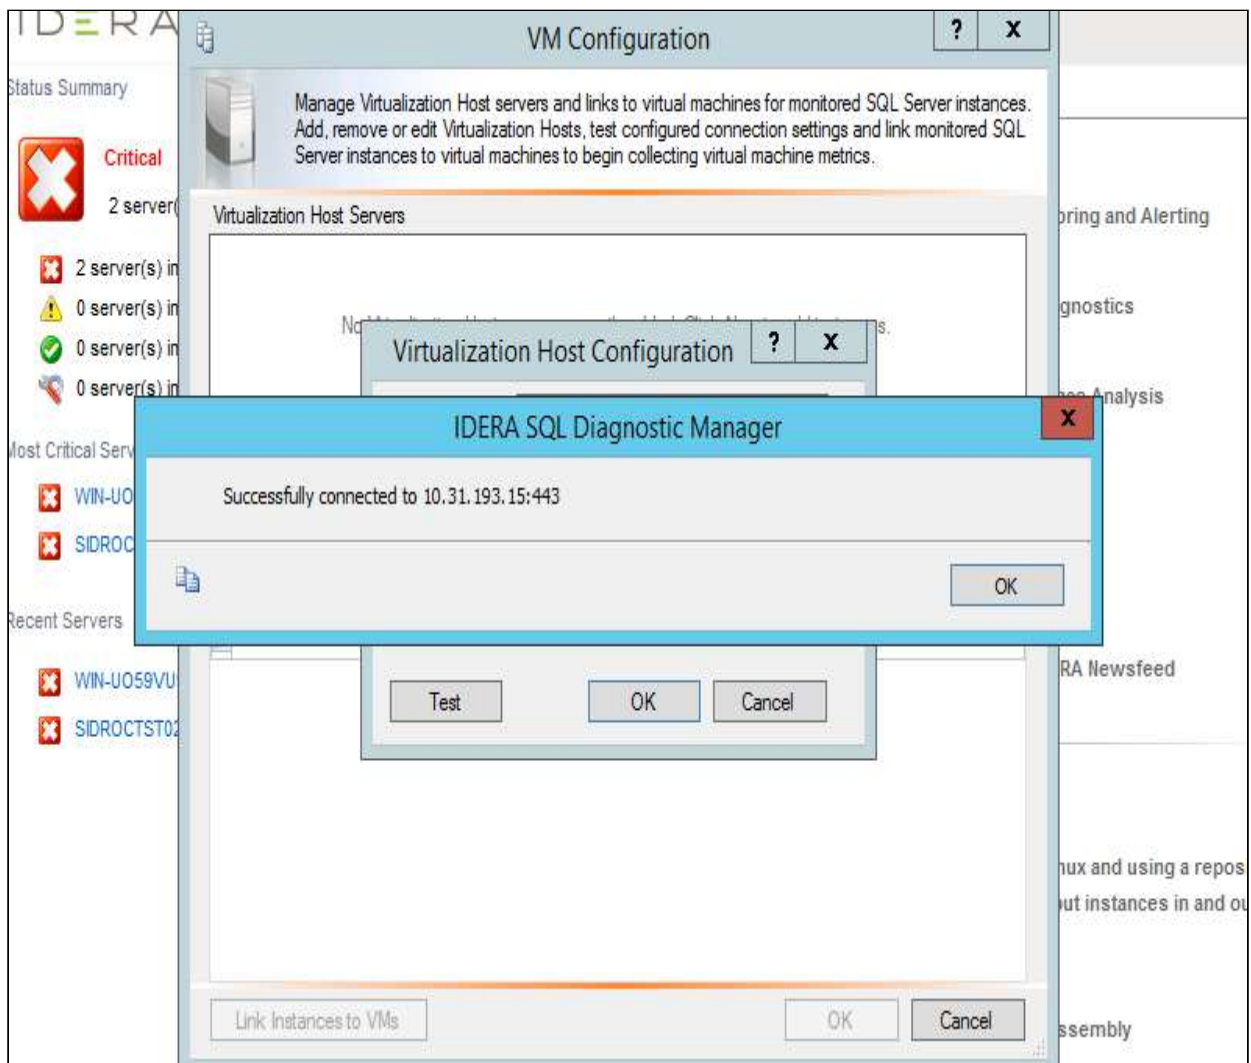 IDERA
VM Configuration
? X
Status Summary
Manage Virtualization Host servers and links to virtual machines for monitored SQL Server instances.
Add, remove or edit Virtualization Hosts, test configured connection settings and link monitored SQL
Server instances to virtual machines to begin collecting virtual machine metrics.
Critical
2 server(
Virtualization Host Servers
oring and Alerting
2 server(s) in
0 server(s) in
gnostics
No
s.
Virtualization Host Configuration
? X
0 server(s) in
0 server(s) in
Analysis
IDERA SQL Diagnostic Manager
X
Most Critical Serv
WIN-UO
Successfully connected to 10.31.193.15:443
SIDROC
OK
Recent Servers
RA Newsfeed
WIN-UO59VU
Test
OK
Cancel
SIDROCTST02
nux and using a repos
out instances in and ou
Link Instances to VMs
OK
Cancel
ssembly